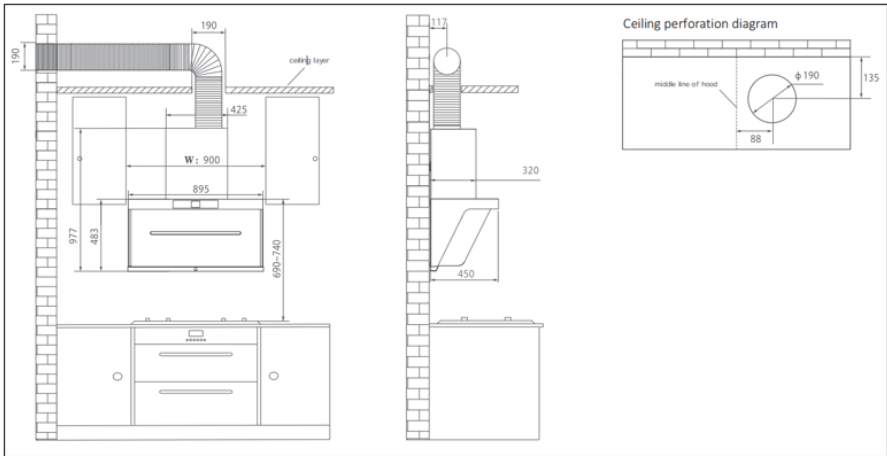 190
190
ceiling layer
425
W: 900
895
977
483
690-740
117
320
450
Ceiling perforation diagram
middle line of hood
ϕ190
135
88